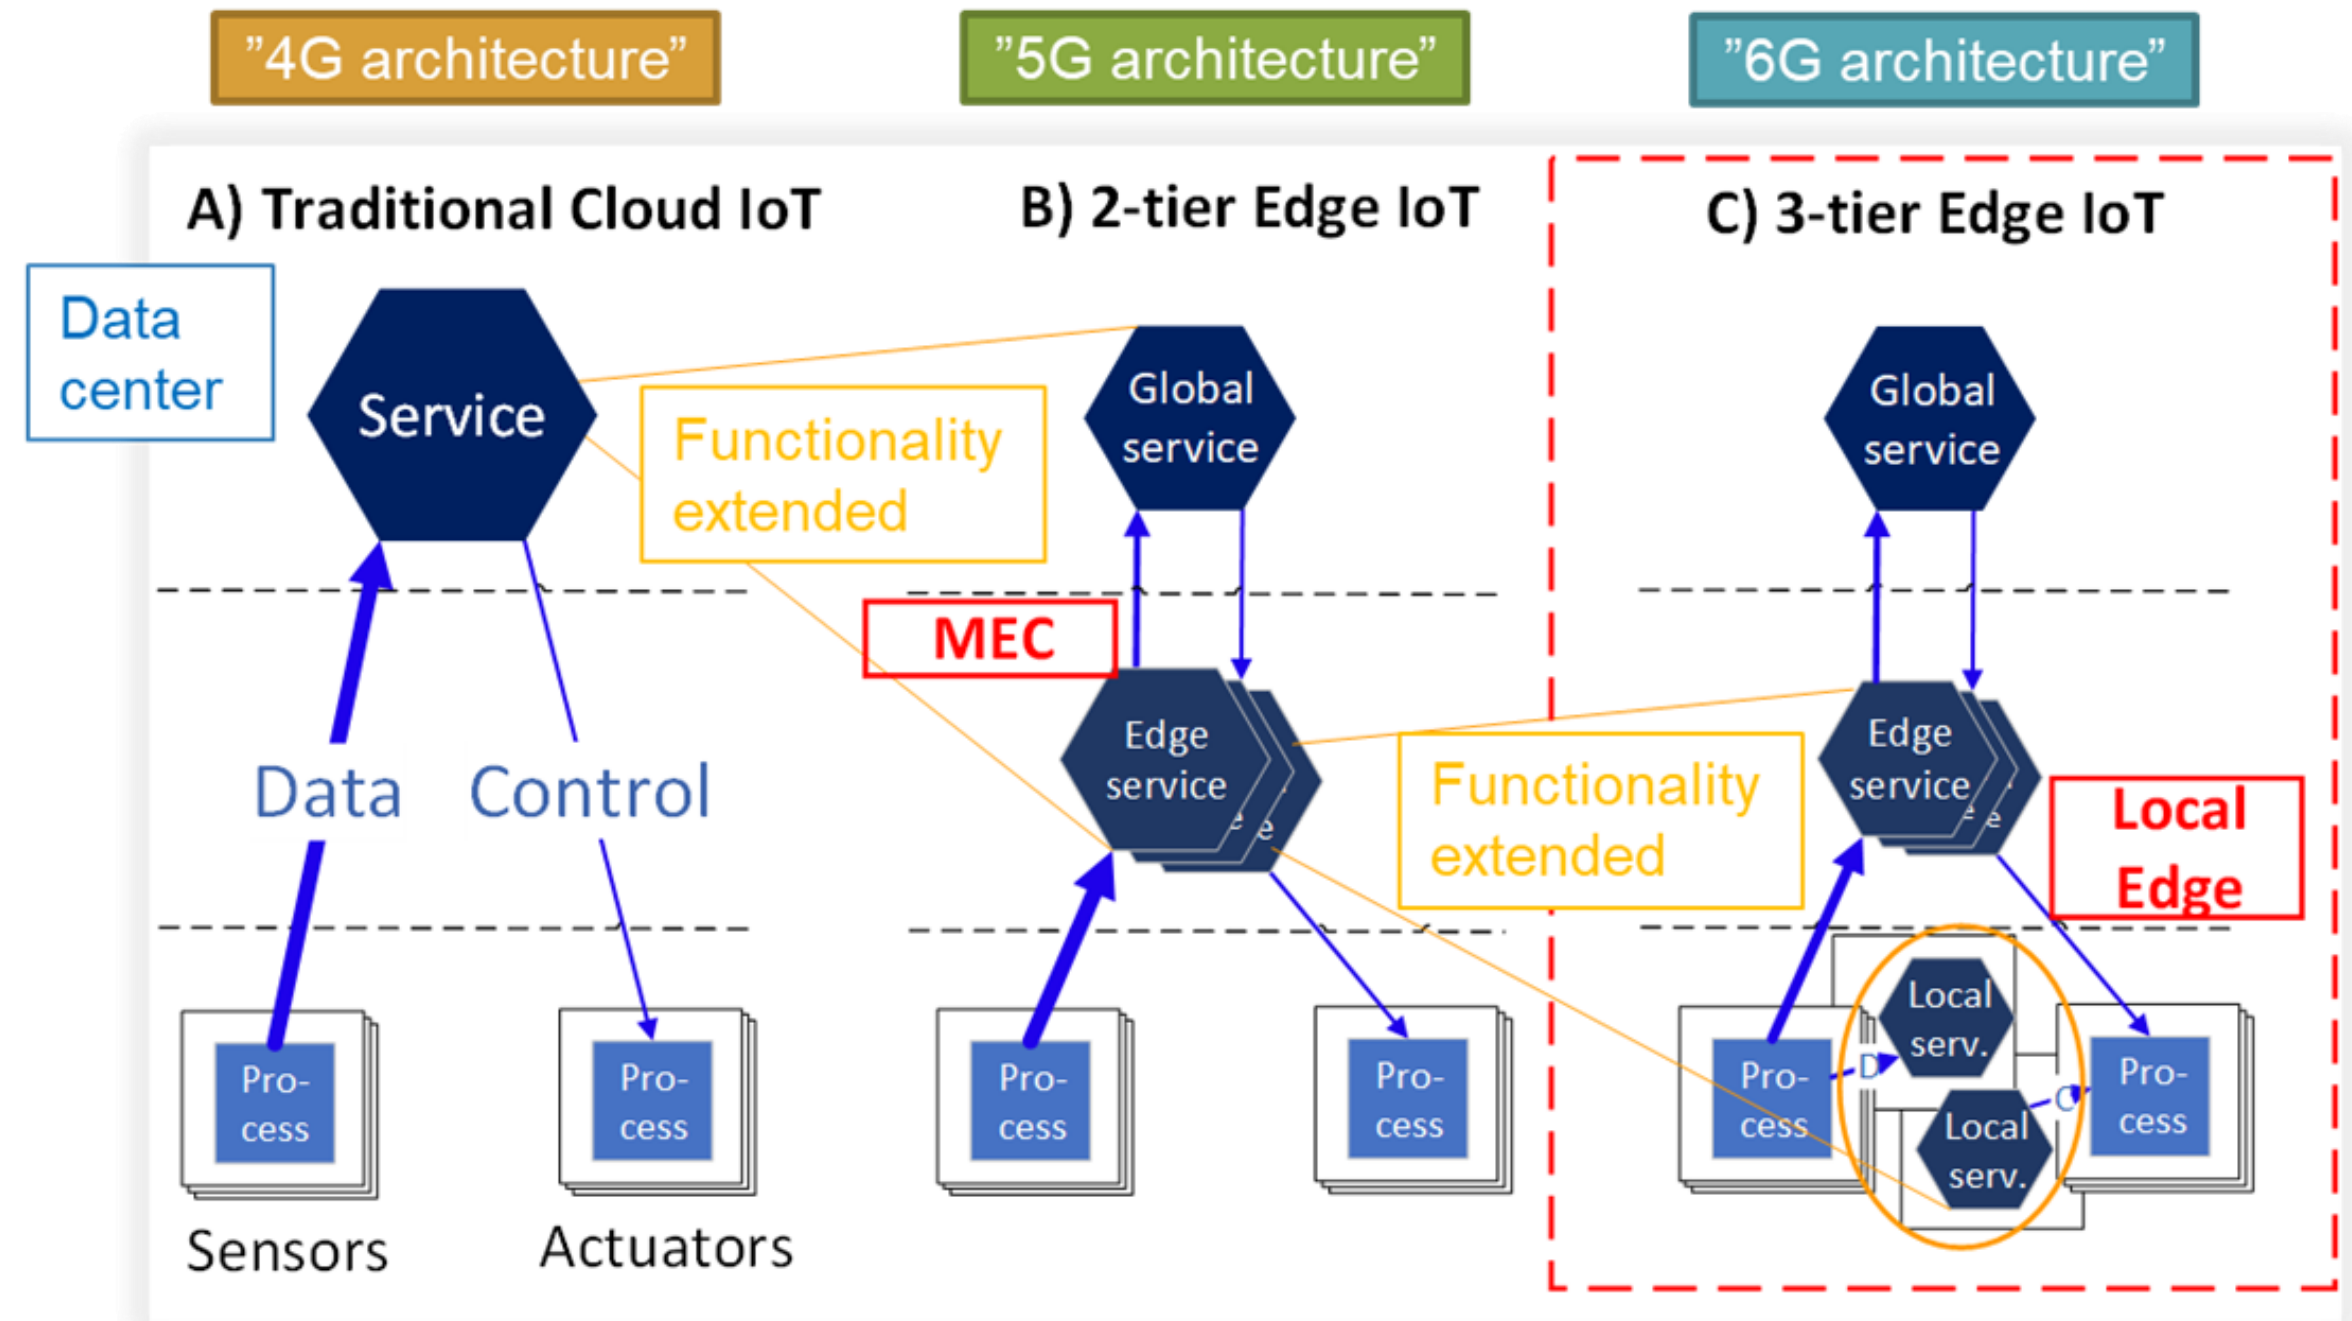 ”4G architecture”
”5G architecture”
”6G architecture”
A) Traditional Cloud IoT
B) 2-tier Edge IoT
C) 3-tier Edge IoT
Data
center
Service
Functionality
extended
Global
service
Global
service
MEC
Edge
service
e
e
Functionality
extended
Edge
service
e
e
Local
Edge
Data
Control
Pro-
cess
Pro-
cess
Pro-
cess
Pro-
cess
Pro-
cess
D
Local
serv.
Local
serv.
C
Pro-
cess
Sensors
Actuators